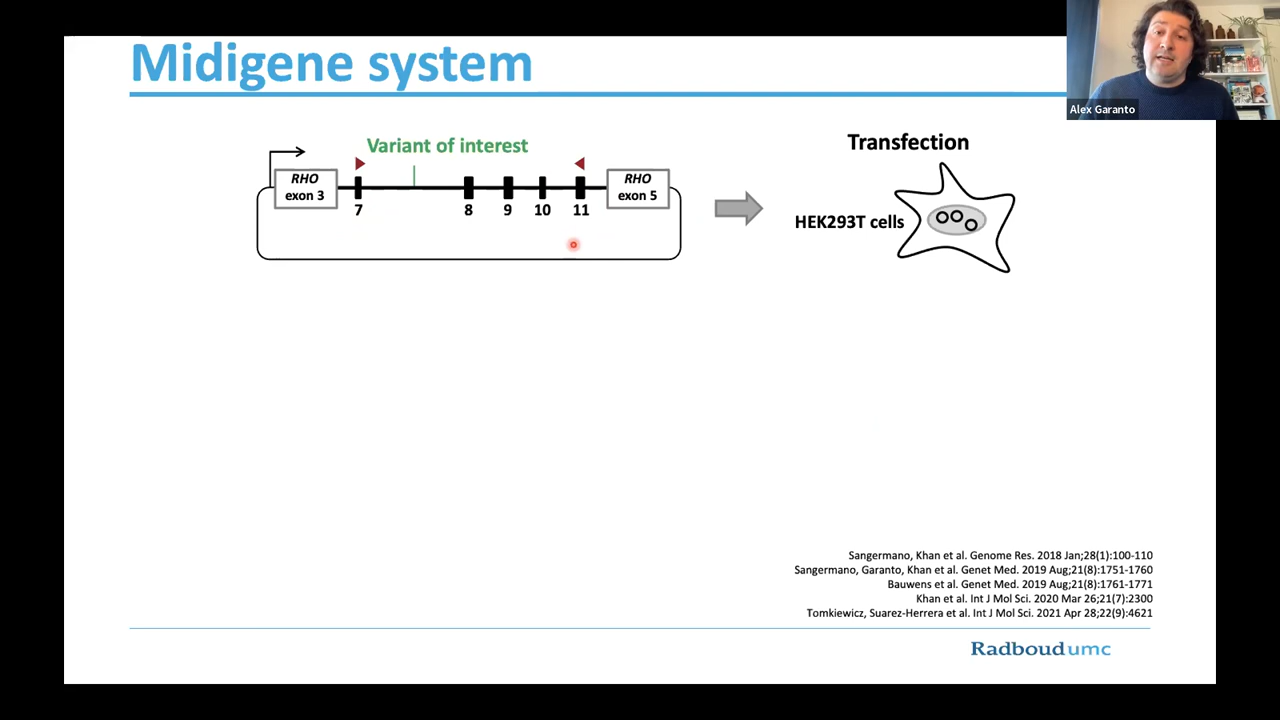 Midigene system
Alex Garanto
Variant of interest
RHO
exon 3
RHO
exon 5
7
8
9
10
11
Transfection
HEK293T cells
Sangermano, Khan et al. Genome Res. 2018 Jan;28(1):100-110
Sangermano, Garanto, Khan et al. Genet Med. 2019 Aug;21(8):1751-1760
Bauwens et al. Genet Med. 2019 Aug;21(8):1761-1771
Khan et al. Int J Mol Sci. 2020 Mar 26;21(7):2300
Tomkiewicz, Suarez-Herrera et al. Int J Mol Sci. 2021 Apr 28;22(9):4621
Radboudumc